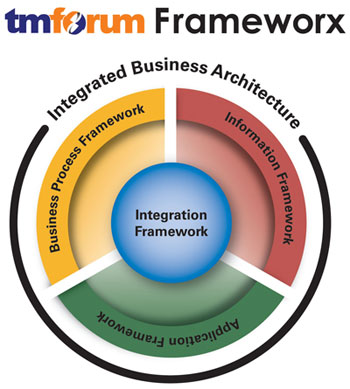 tmforum Frameworx
Integrated Business Architecture
Business Process Framework
Information Framework
Integration
Framework
Application Framework